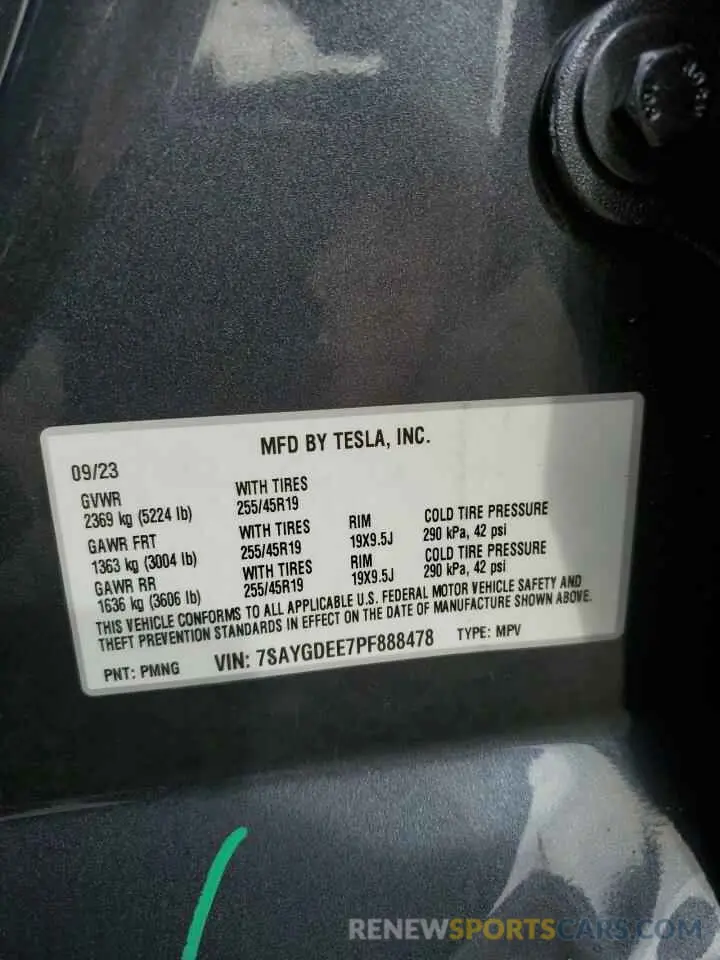 MFD BY TESLA, INC.
09/23
GVWR WITH TIRES
2369 kg (5224 lb) 255/45R19
GAWR FRT WITH TIRES RIM COLD TIRE PRESSURE
1363 kg (3004 lb) 255/45R19 19X9.5J 290 kPa, 42 psi
GAWR RR WITH TIRES RIM COLD TIRE PRESSURE
1636 kg (3606 lb) 255/45R19 19X9.5J 290 kPa, 42 psi
THIS VEHICLE CONFORMS TO ALL APPLICABLE U.S. FEDERAL MOTOR VEHICLE SAFETY AND
THEFT PREVENTION STANDARDS IN EFFECT ON THE DATE OF MANUFACTURE SHOWN ABOVE.
PNT: PMNG VIN: 7SAYGDEE7PF888478 TYPE: MPV
RENEWSPORTSCARS.COM